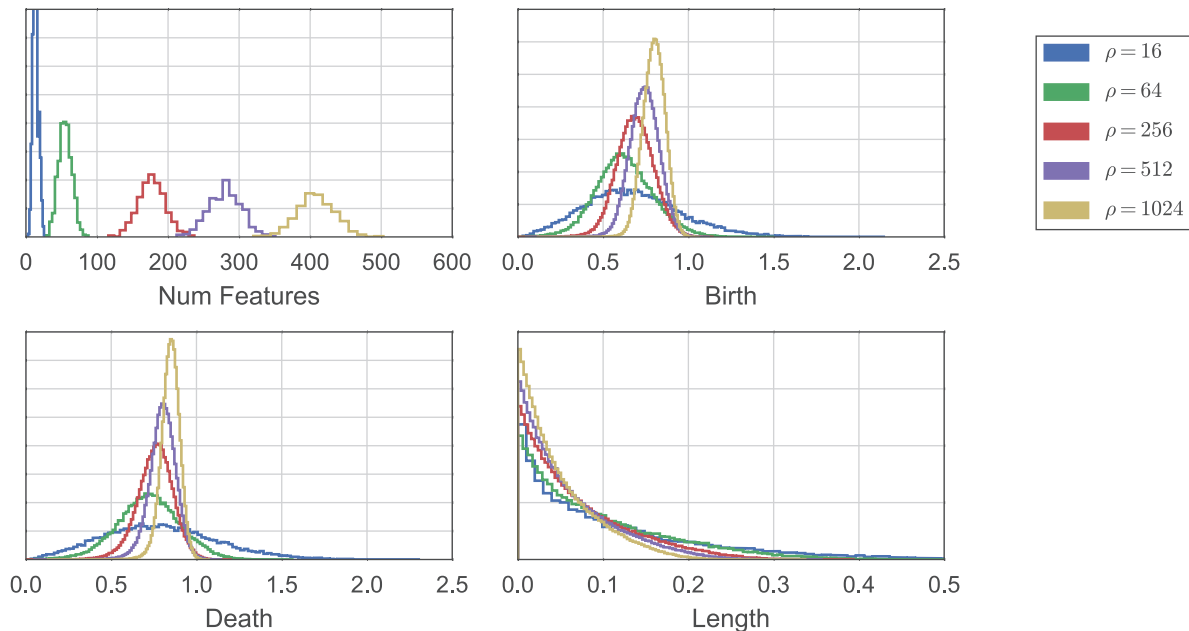 0 100 200 300 400 500 600
Num Features
0.0 0.5 1.0 1.5 2.0 2.5
Birth
ρ = 16
ρ = 64
ρ = 256
ρ = 512
ρ = 1024
0.0 0.5 1.0 1.5 2.0 2.5
Death
0.0 0.1 0.2 0.3 0.4 0.5
Length